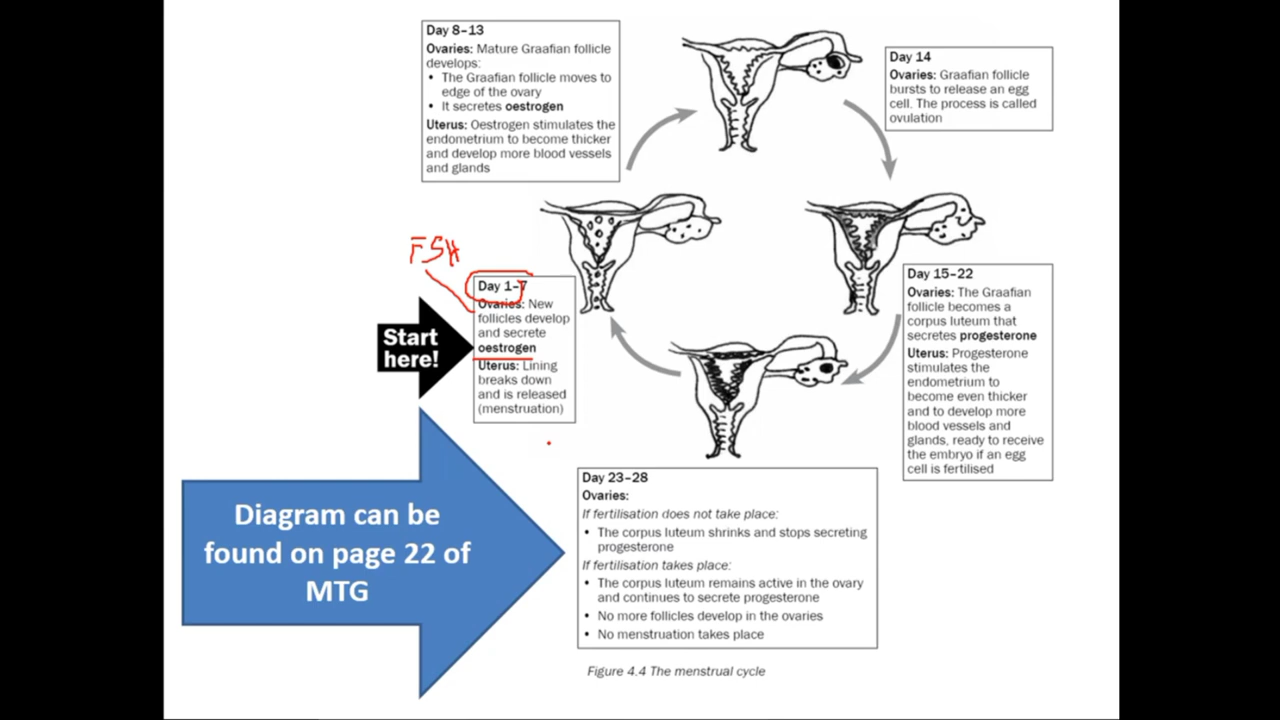 Day 8–13
Ovaries: Mature Graafian follicle
develops:
• The Graafian follicle moves to
edge of the ovary
• It secretes oestrogen
Uterus: Oestrogen stimulates the
endometrium to become thicker
and develop more blood vessels
and glands
Day 14
Ovaries: Graafian follicle
bursts to release an egg
cell. The process is called
ovulation
FSH
Day 1–7
Ovaries: New
follicles develop
and secrete
oestrogen
Uterus: Lining
breaks down
and is released
(menstruation)
Start
here!
Day 15–22
Ovaries: The Graafian
follicle becomes a
corpus luteum that
secretes progesterone
Uterus: Progesterone
stimulates the
endometrium to
become even thicker
and to develop more
blood vessels and
glands, ready to receive
the embryo if an egg
cell is fertilised
Day 23–28
Ovaries:
If fertilisation does not take place:
• The corpus luteum shrinks and stops secreting
progesterone
If fertilisation takes place:
• The corpus luteum remains active in the ovary
and continues to secrete progesterone
• No more follicles develop in the ovaries
• No menstruation takes place
Diagram can be
found on page 22 of
MTG
Figure 4.4 The menstrual cycle